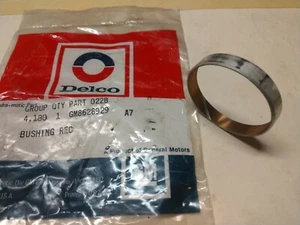 Delco
GROUP QTY PART 0228
4.180 1 GM8628929 A7
BUSHING REC
Product of General Motors